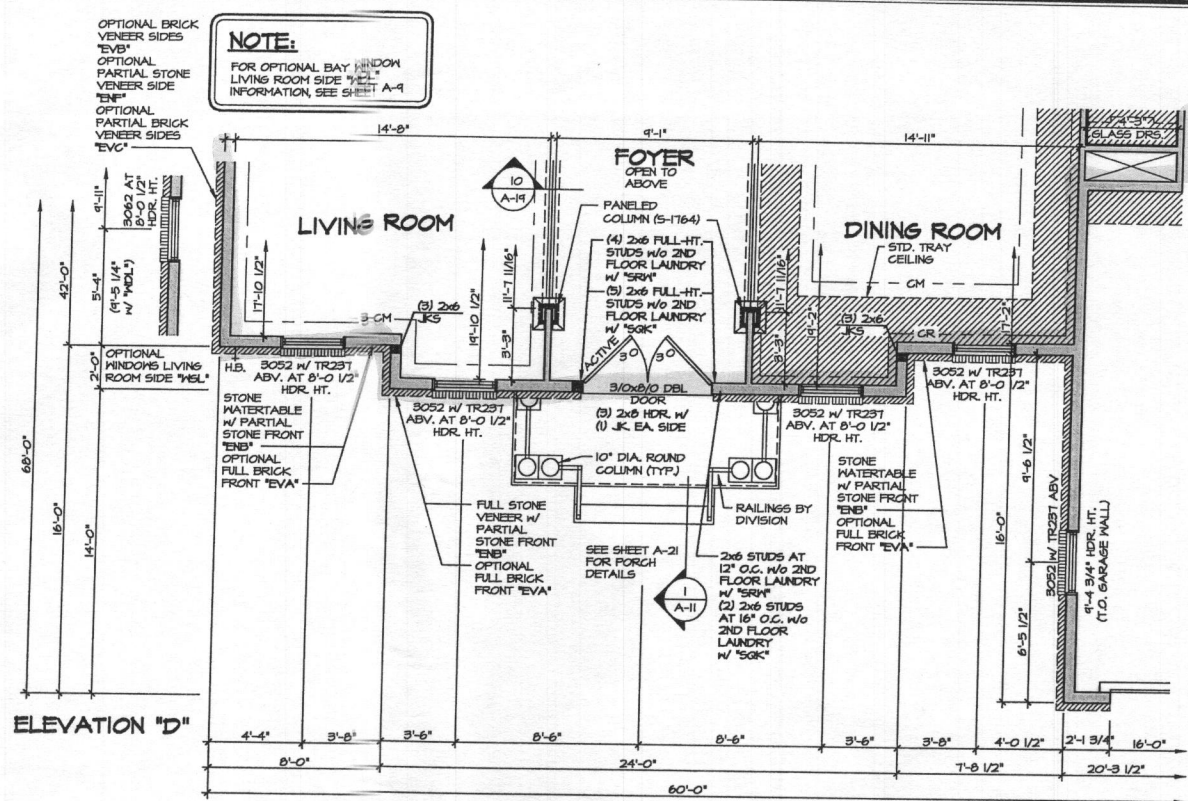 OPTIONAL BRICK
VENEER SIDES
"EVB"
OPTIONAL
PARTIAL STONE
VENEER SIDE
"ENF"
OPTIONAL
PARTIAL BRICK
VENEER SIDES
"EVC"
NOTE:
FOR OPTIONAL BAY WINDOW
LIVING ROOM SIDE
INFORMATION, SEE SHEET A-9
14'-8"
9'-1"
14'-11"
GLASS DRS.
FOYER
OPEN TO
ABOVE
10
A-19
LIVING ROOM
DINING ROOM
STD. TRAY
CEILING
CM
PANELED
COLUMN (S-1764)
(4) 2x6 FULL-HT.
STUDS w/o 2ND
FLOOR LAUNDRY
w/ "SRW"
(5) 2x6 FULL-HT.
STUDS w/o 2ND
FLOOR LAUNDRY
w/ "SGK"
9'-11"
3062 AT
8'-0 1/2"
HDR. HT.
5'-4"
(9'-5 1/4"
w/ "WDL")
42'-0"
2'-0"
68'-0"
16'-0"
14'-0"
17'-10 1/2"
19'-10 1/2"
11'-7 11/16"
3'-3"
11'-7 11/16"
3'-3"
19'-2"
17'-2"
3 CM
(3) 2x6
JKS
(3) 2x6
JKS
CR
ACTIVE
3°
3°
OPTIONAL
WINDOWS LIVING
ROOM SIDE "WSL"
H.B.
3052 w/ TR237
ABV. AT 8'-0 1/2"
HDR. HT.
3052 w/ TR237
ABV. AT 8'-0 1/2"
HDR. HT.
3/0x8/0 DBL
DOOR
(3) 2x8 HDR. w/
(1) JK. EA. SIDE
3052 w/ TR237
ABV. AT 8'-0 1/2"
HDR. HT.
3052 w/ TR237
ABV. AT 8'-0 1/2"
HDR. HT.
STONE
WATERTABLE
w/ PARTIAL
STONE FRONT
"ENB"
OPTIONAL
FULL BRICK
FRONT "EVA"
10" DIA. ROUND
COLUMN (TYP.)
FULL STONE
VENEER w/
PARTIAL
STONE FRONT
"ENB"
OPTIONAL
FULL BRICK
FRONT "EVA"
SEE SHEET A-21
FOR PORCH
DETAILS
1
A-11
RAILINGS BY
DIVISION
2x6 STUDS AT
12" O.C. w/o 2ND
FLOOR LAUNDRY
w/ "SRW"
(2) 2x6 STUDS
AT 16" O.C. w/o
2ND FLOOR
LAUNDRY
w/ "SGK"
STONE
WATERTABLE
w/ PARTIAL
STONE FRONT
"ENB"
OPTIONAL
FULL BRICK
FRONT "EVA"
9'-6 1/2"
16'-0"
6'-5 1/2"
3052 w/ TR237 ABV
9'-4 3/4" HDR. HT.
(T.O. GARAGE WALL)
ELEVATION "D"
4'-4"
3'-8"
3'-6"
8'-6"
8'-6"
3'-6"
3'-8"
4'-0 1/2"
2'-1 3/4"
16'-0"
8'-0"
24'-0"
7'-8 1/2"
20'-3 1/2"
60'-0"